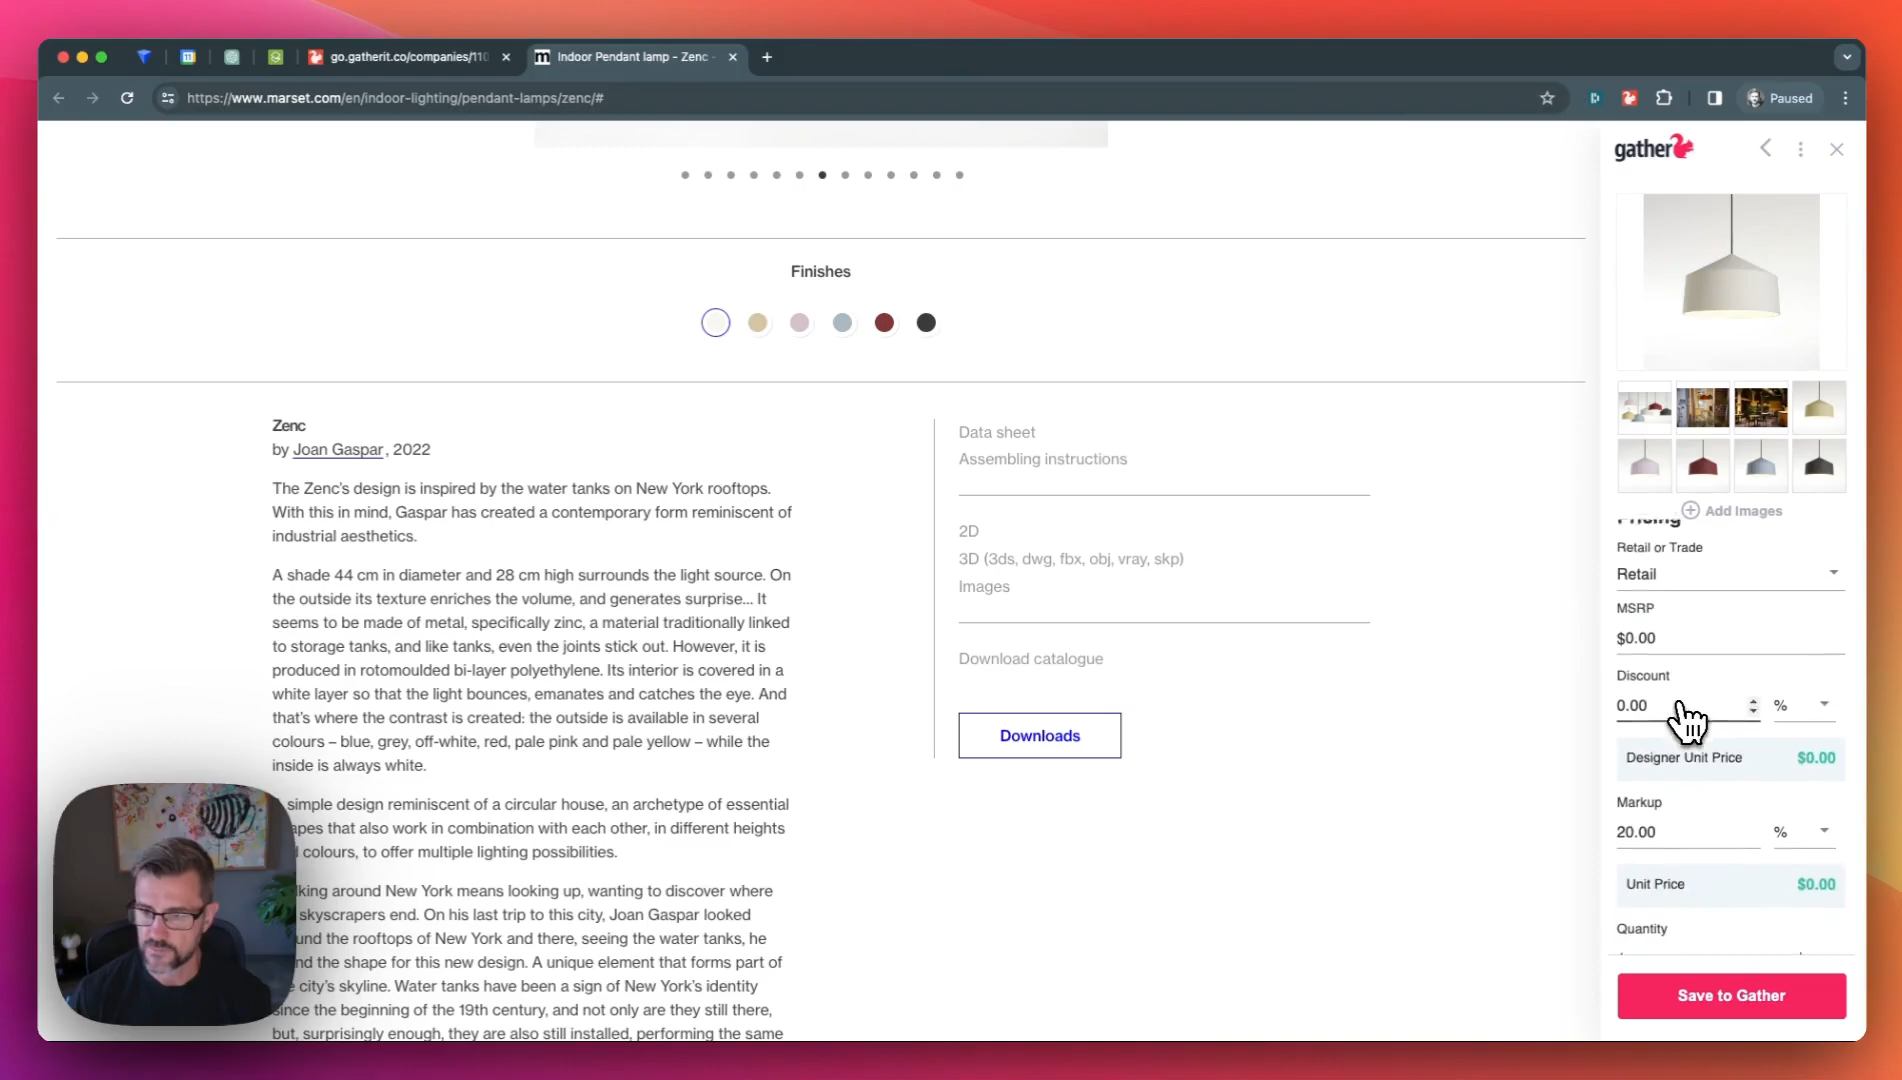 go.gatherit.co/companies/110
Indoor Pendant lamp - Zenc -
https://www.marset.com/en/indoor-lighting/pendant-lamps/zenc/#
Paused
Finishes
Zenc
by Joan Gaspar, 2022
The Zenc's design is inspired by the water tanks on New York rooftops.
With this in mind, Gaspar has created a contemporary form reminiscent of
industrial aesthetics.
A shade 44 cm in diameter and 28 cm high surrounds the light source. On
the outside its texture enriches the volume, and generates surprise... It
seems to be made of metal, specifically zinc, a material traditionally linked
to storage tanks, and like tanks, even the joints stick out. However, it is
produced in rotomoulded bi-layer polyethylene. Its interior is covered in a
white layer so that the light bounces, emanates and catches the eye. And
that's where the contrast is created: the outside is available in several
colours – blue, grey, off-white, red, pale pink and pale yellow – while the
inside is always white.
simple design reminiscent of a circular house, an archetype of essential
that also work in combination with each other, in different heights
colours, to offer multiple lighting possibilities.
around New York means looking up, wanting to discover where
skyscrapers end. On his last trip to this city, Joan Gaspar looked
the rooftops of New York and there, seeing the water tanks, he
the shape for this new design. A unique element that forms part of
city's skyline. Water tanks have been a sign of New York's identity
since the beginning of the 19th century, and not only are they still there,
but, surprisingly enough, they are also still installed, performing the same
Data sheet
Assembling instructions
2D
3D (3ds, dwg, fbx, obj, vray, skp)
Images
Download catalogue
Downloads
gather
Add Images
Pricing
Retail or Trade
Retail
MSRP
$0.00
Discount
0.00 %
Designer Unit Price $0.00
Markup
20.00 %
Unit Price $0.00
Quantity
Save to Gather